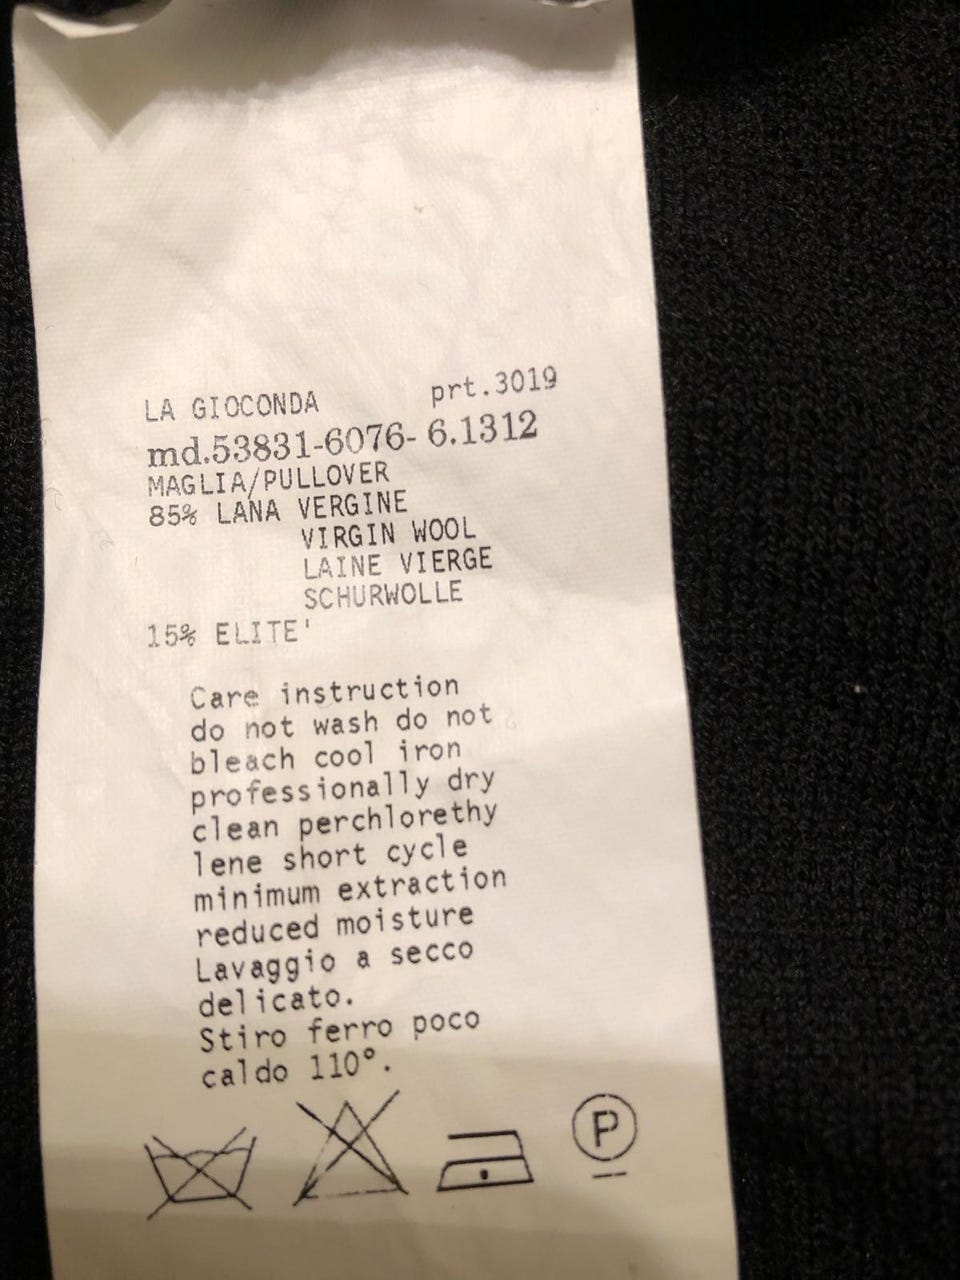 LA GIOCONDA prt.3019
md.53831-6076- 6.1312
MAGLIA/PULLOVER
85% LANA VERGINE
VIRGIN WOOL
LAINE VIERGE
SCHURWOLLE
15% ELITE'
Care instruction
do not wash do not
bleach cool iron
professionally dry
clean perchlorethy
lene short cycle
minimum extraction
reduced moisture
Lavaggio a secco
delicato.
Stiro ferro poco
caldo 110°.
P